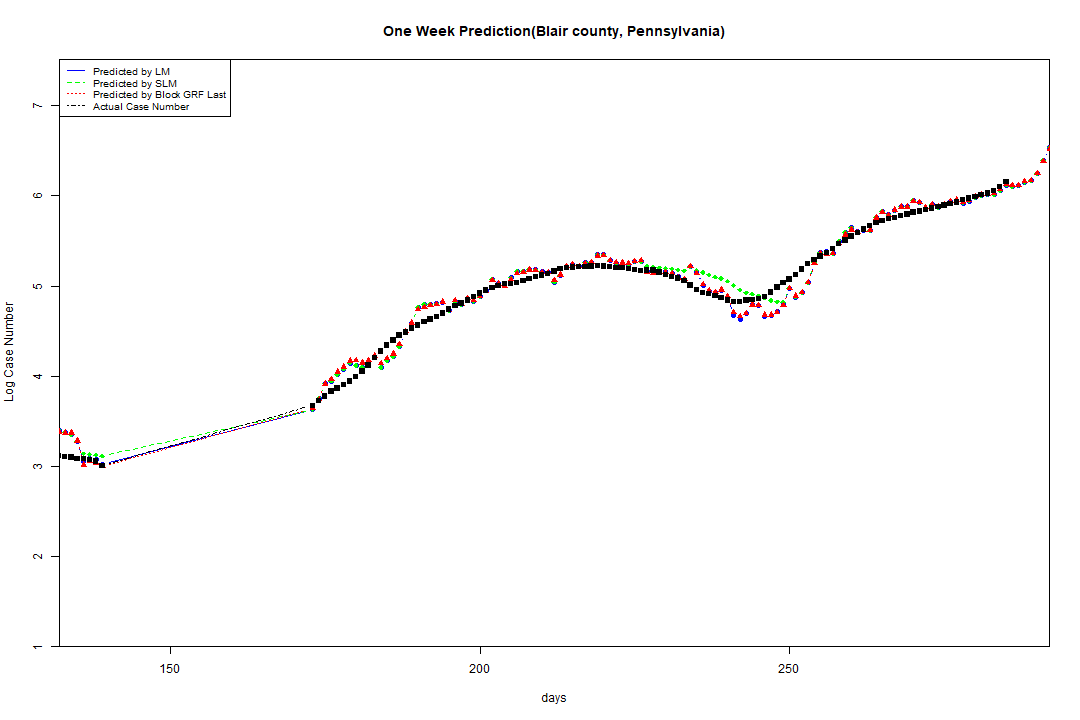 One Week Prediction(Blair county, Pennsylvania)
Predicted by LM
Predicted by SLM
Predicted by Block GRF Last
Actual Case Number
7
6
5
4
3
2
1
Log Case Number
150 200 250
days